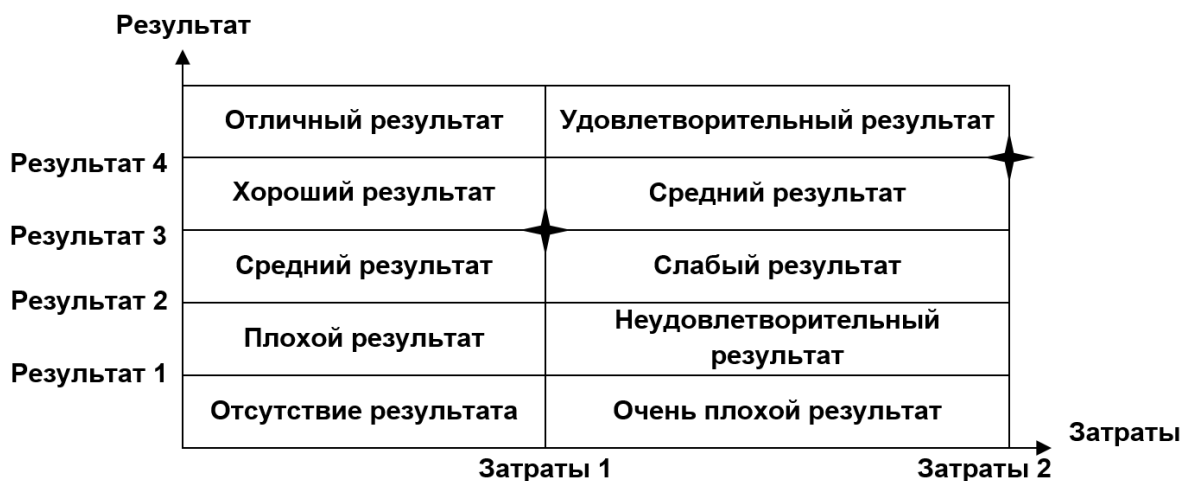 Результат
Отличный результат
Удовлетворительный результат
Результат 4
Хороший результат
Средний результат
Результат 3
Средний результат
Слабый результат
Результат 2
Плохой результат
Неудовлетворительный
результат
Результат 1
Отсутствие результата
Очень плохой результат
Затраты
Затраты 1
Затраты 2